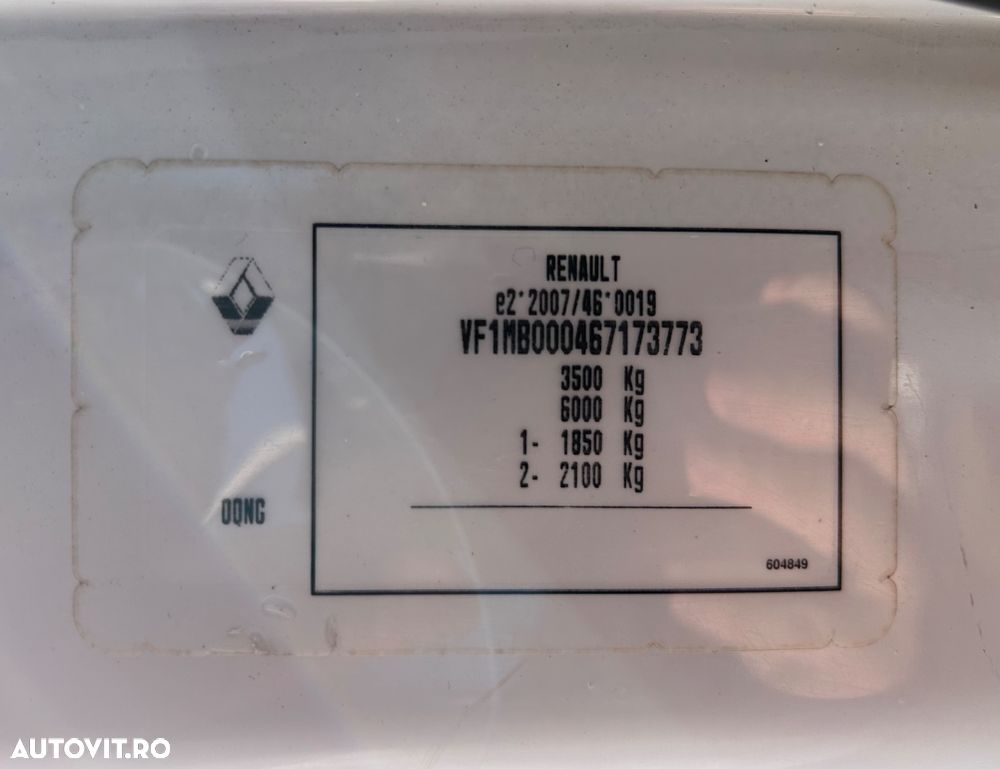 RENAULT
e2*2007/46*0019
VF1MB000467173773
3500 Kg
6000 Kg
1- 1850 Kg
2- 2100 Kg
OQNG
604849
AUTOVIT.RO